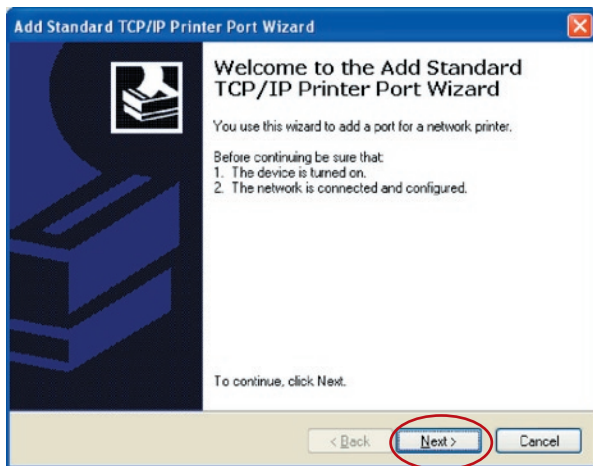 Add Standard TCP/IP Printer Port Wizard
Welcome to the Add Standard
TCP/IP Printer Port Wizard
You use this wizard to add a port for a network printer.
Before continuing be sure that:
1. The device is turned on.
2. The network is connected and configured.
To continue, click Next.
< Back Next > Cancel